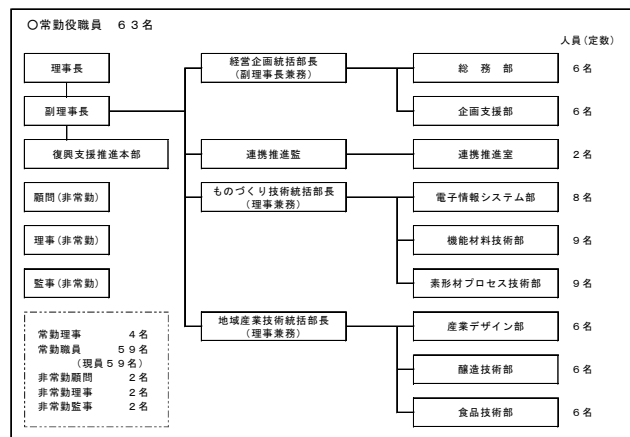 〇常勤役職員　６３名
人員(定数)
理事長
経営企画統括部長
(副理事長兼務)
総　務　部
６名
副理事長
企画支援部
６名
復興支援推進本部
連携推進監
連携推進室
２名
顧問(非常勤)
ものづくり技術統括部長
(理事兼務)
電子情報システム部
８名
理事(非常勤)
機能材料技術部
９名
監事(非常勤)
素形材プロセス技術部
９名
地域産業技術統括部長
(理事兼務)
産業デザイン部
６名
醸造技術部
６名
食品技術部
６名
常勤理事　４名
常勤職員　５９名
(現員５９名)
非常勤顧問　２名
非常勤理事　２名
非常勤監事　２名